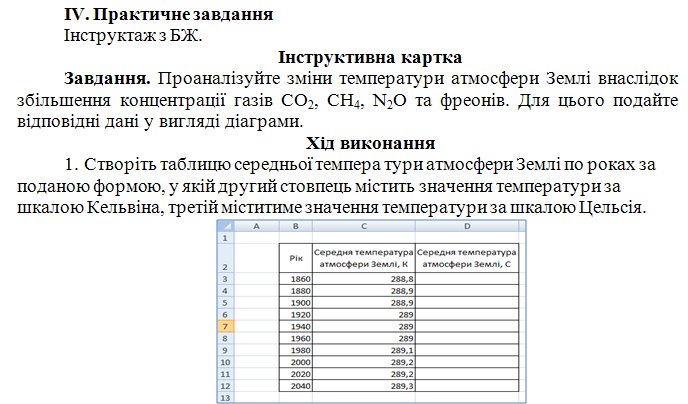 IV. Практичне завдання
Інструктаж з БЖ.
Інструктивна картка
Завдання. Проаналізуйте зміни температури атмосфери Землі внаслідок
збільшення концентрації газів CO₂, CH₄, N₂O та фреонів. Для цього подайте
відповідні дані у вигляді діаграми.
Хід виконання
1. Створіть таблицю середньої темпера тури атмосфери Землі по роках за
поданою формою, у якій другий стовпець містить значення температури за
шкалою Кельвіна, третій міститиме значення температури за шкалою Цельсія.
A B C D
1
2 Рік Середня температура атмосфери Землі, К Середня температура атмосфери Землі, С
3 1860 288,8
4 1880 288,9
5 1900 288,9
6 1920 289
7 1940 289
8 1960 289
9 1980 289,1
10 2000 289,2
11 2020 289,2
12 2040 289,3
13